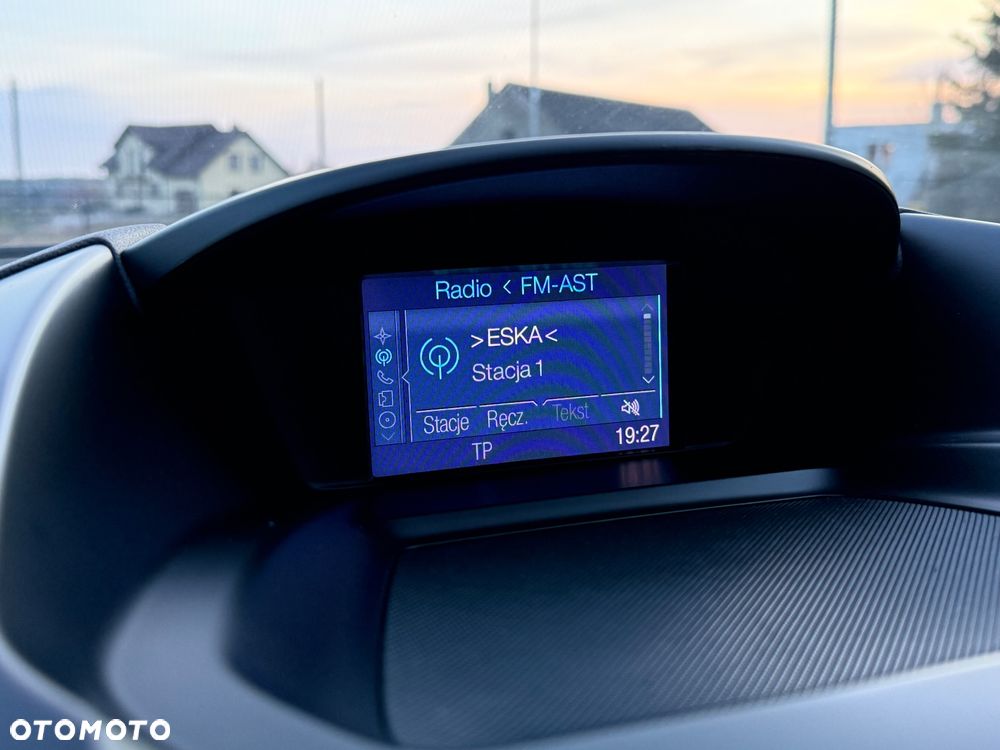 Radio < FM-AST
>ESKA<
Stacja 1
Stacje Ręcz. Tekst
TP 19:27
OTOMOTO